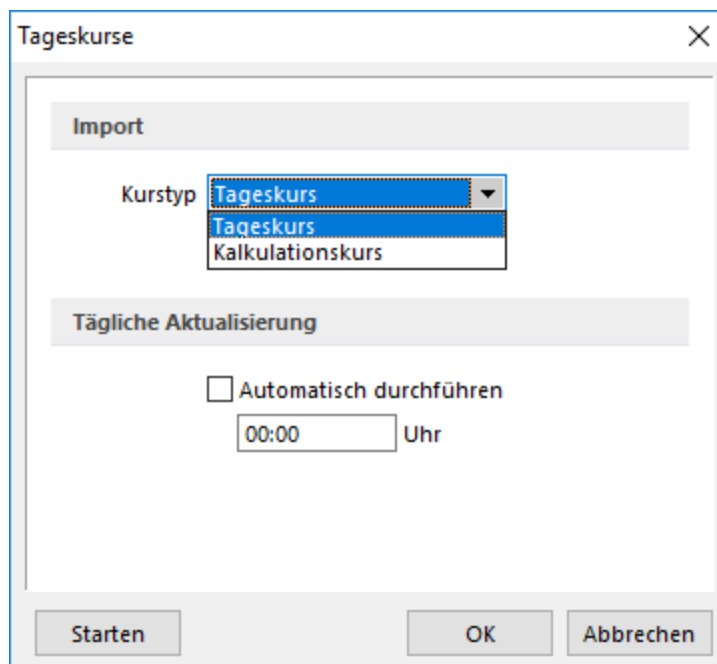 Tageskurse
Import
Kurstyp Tageskurs
Tageskurs
Kalkulationskurs
Tägliche Aktualisierung
Automatisch durchführen
00:00 Uhr
Starten OK Abbrechen